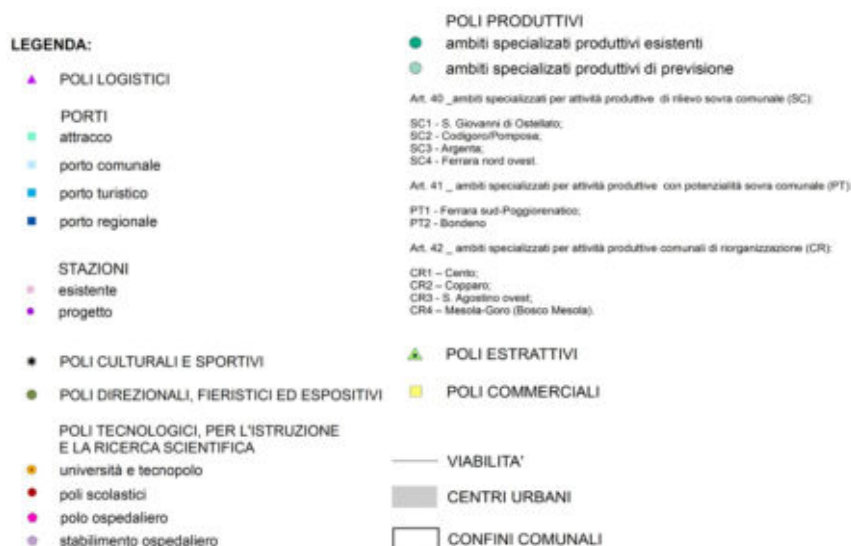 LEGENDA:
POLI LOGISTICI
PORTI
attracco
porto comunale
porto turistico
porto regionale
STAZIONI
esistente
progetto
POLI CULTURALI E SPORTIVI
POLI DIREZIONALI, FIERISTICI ED ESPOSITIVI
POLI TECNOLOGICI, PER L'ISTRUZIONE
E LA RICERCA SCIENTIFICA
università e tecnopolo
poli scolastici
polo ospedaliero
stabilimento ospedaliero
POLI PRODUTTIVI
ambiti specializzati produttivi esistenti
ambiti specializzati produttivi di previsione
Art. 40 _ambiti specializzati per attività produttive di rilievo sovra comunale (SC):
SC1 - S. Giovanni di Ostellato;
SC2 - Codigoro/Pomposa;
SC3 - Argenta;
SC4 - Ferrara nord ovest.
Art. 41 _ ambiti specializzati per attività produttive con potenzialità sovra comunale (PT)
PT1 - Ferrara sud-Poggiorenatico;
PT2 - Bondeno
Art. 42 _ ambiti specializzati per attività produttive comunali di riorganizzazione (CR):
CR1 – Cento;
CR2 – Copparo;
CR3 - S. Agostino ovest;
CR4 – Mesola-Goro (Bosco Mesola).
POLI ESTRATTIVI
POLI COMMERCIALI
VIABILITA'
CENTRI URBANI
CONFINI COMUNALI